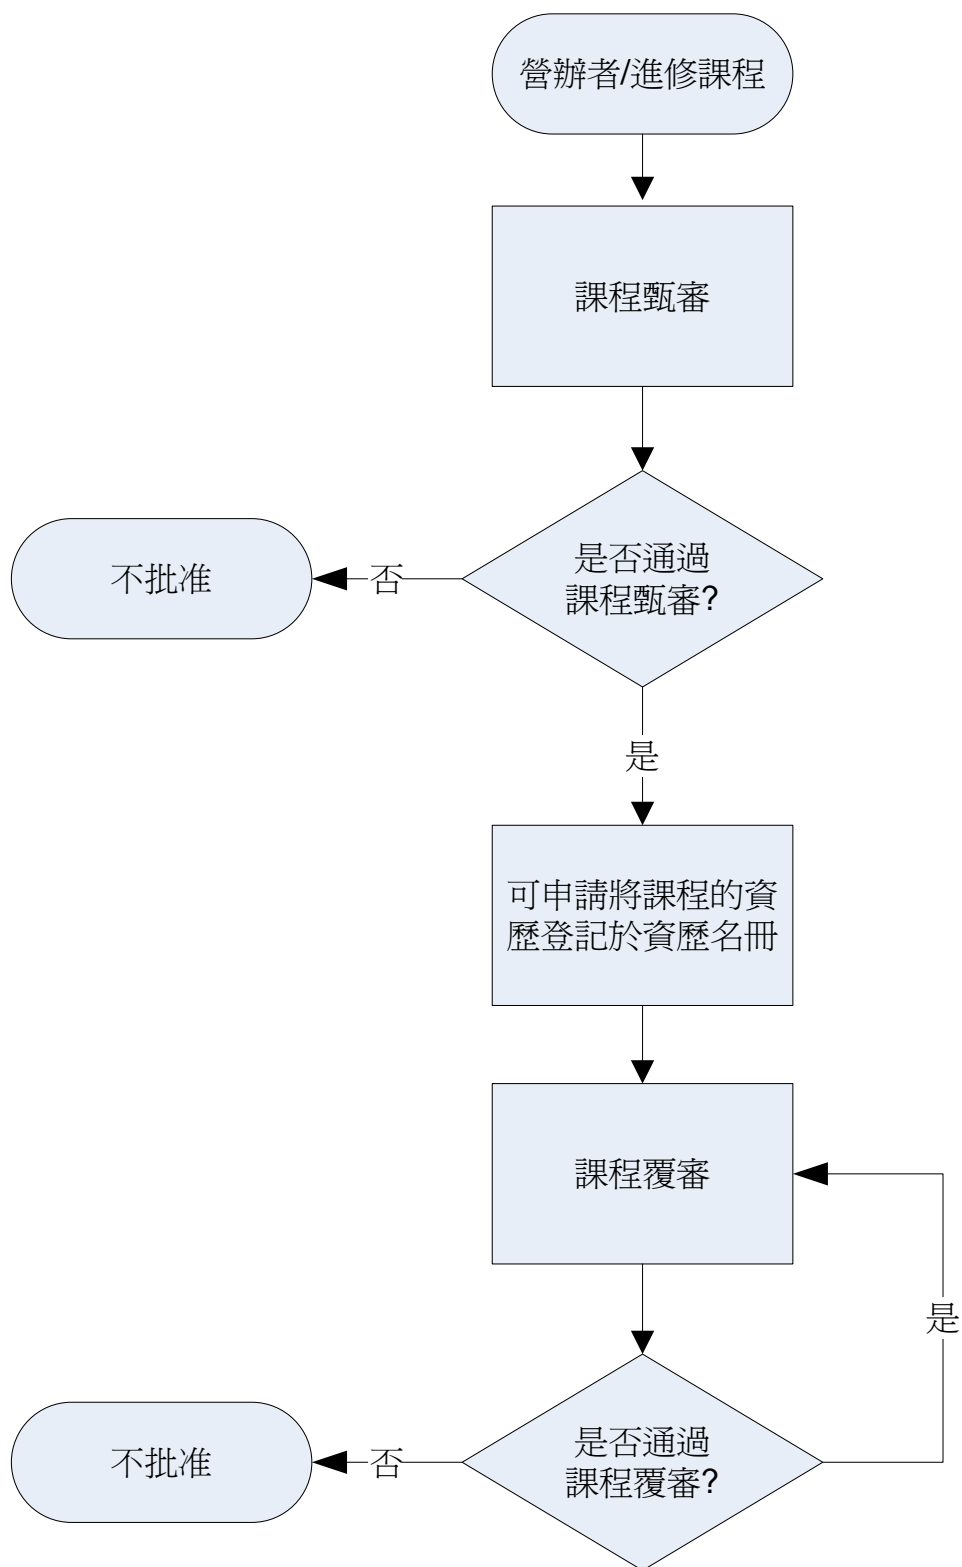 營辦者/進修課程
課程甄審
是否通過
課程甄審?
否
不批准
是
可申請將課程的資
歷登記於資歷名冊
課程覆審
是
是否通過
課程覆審?
否
不批准